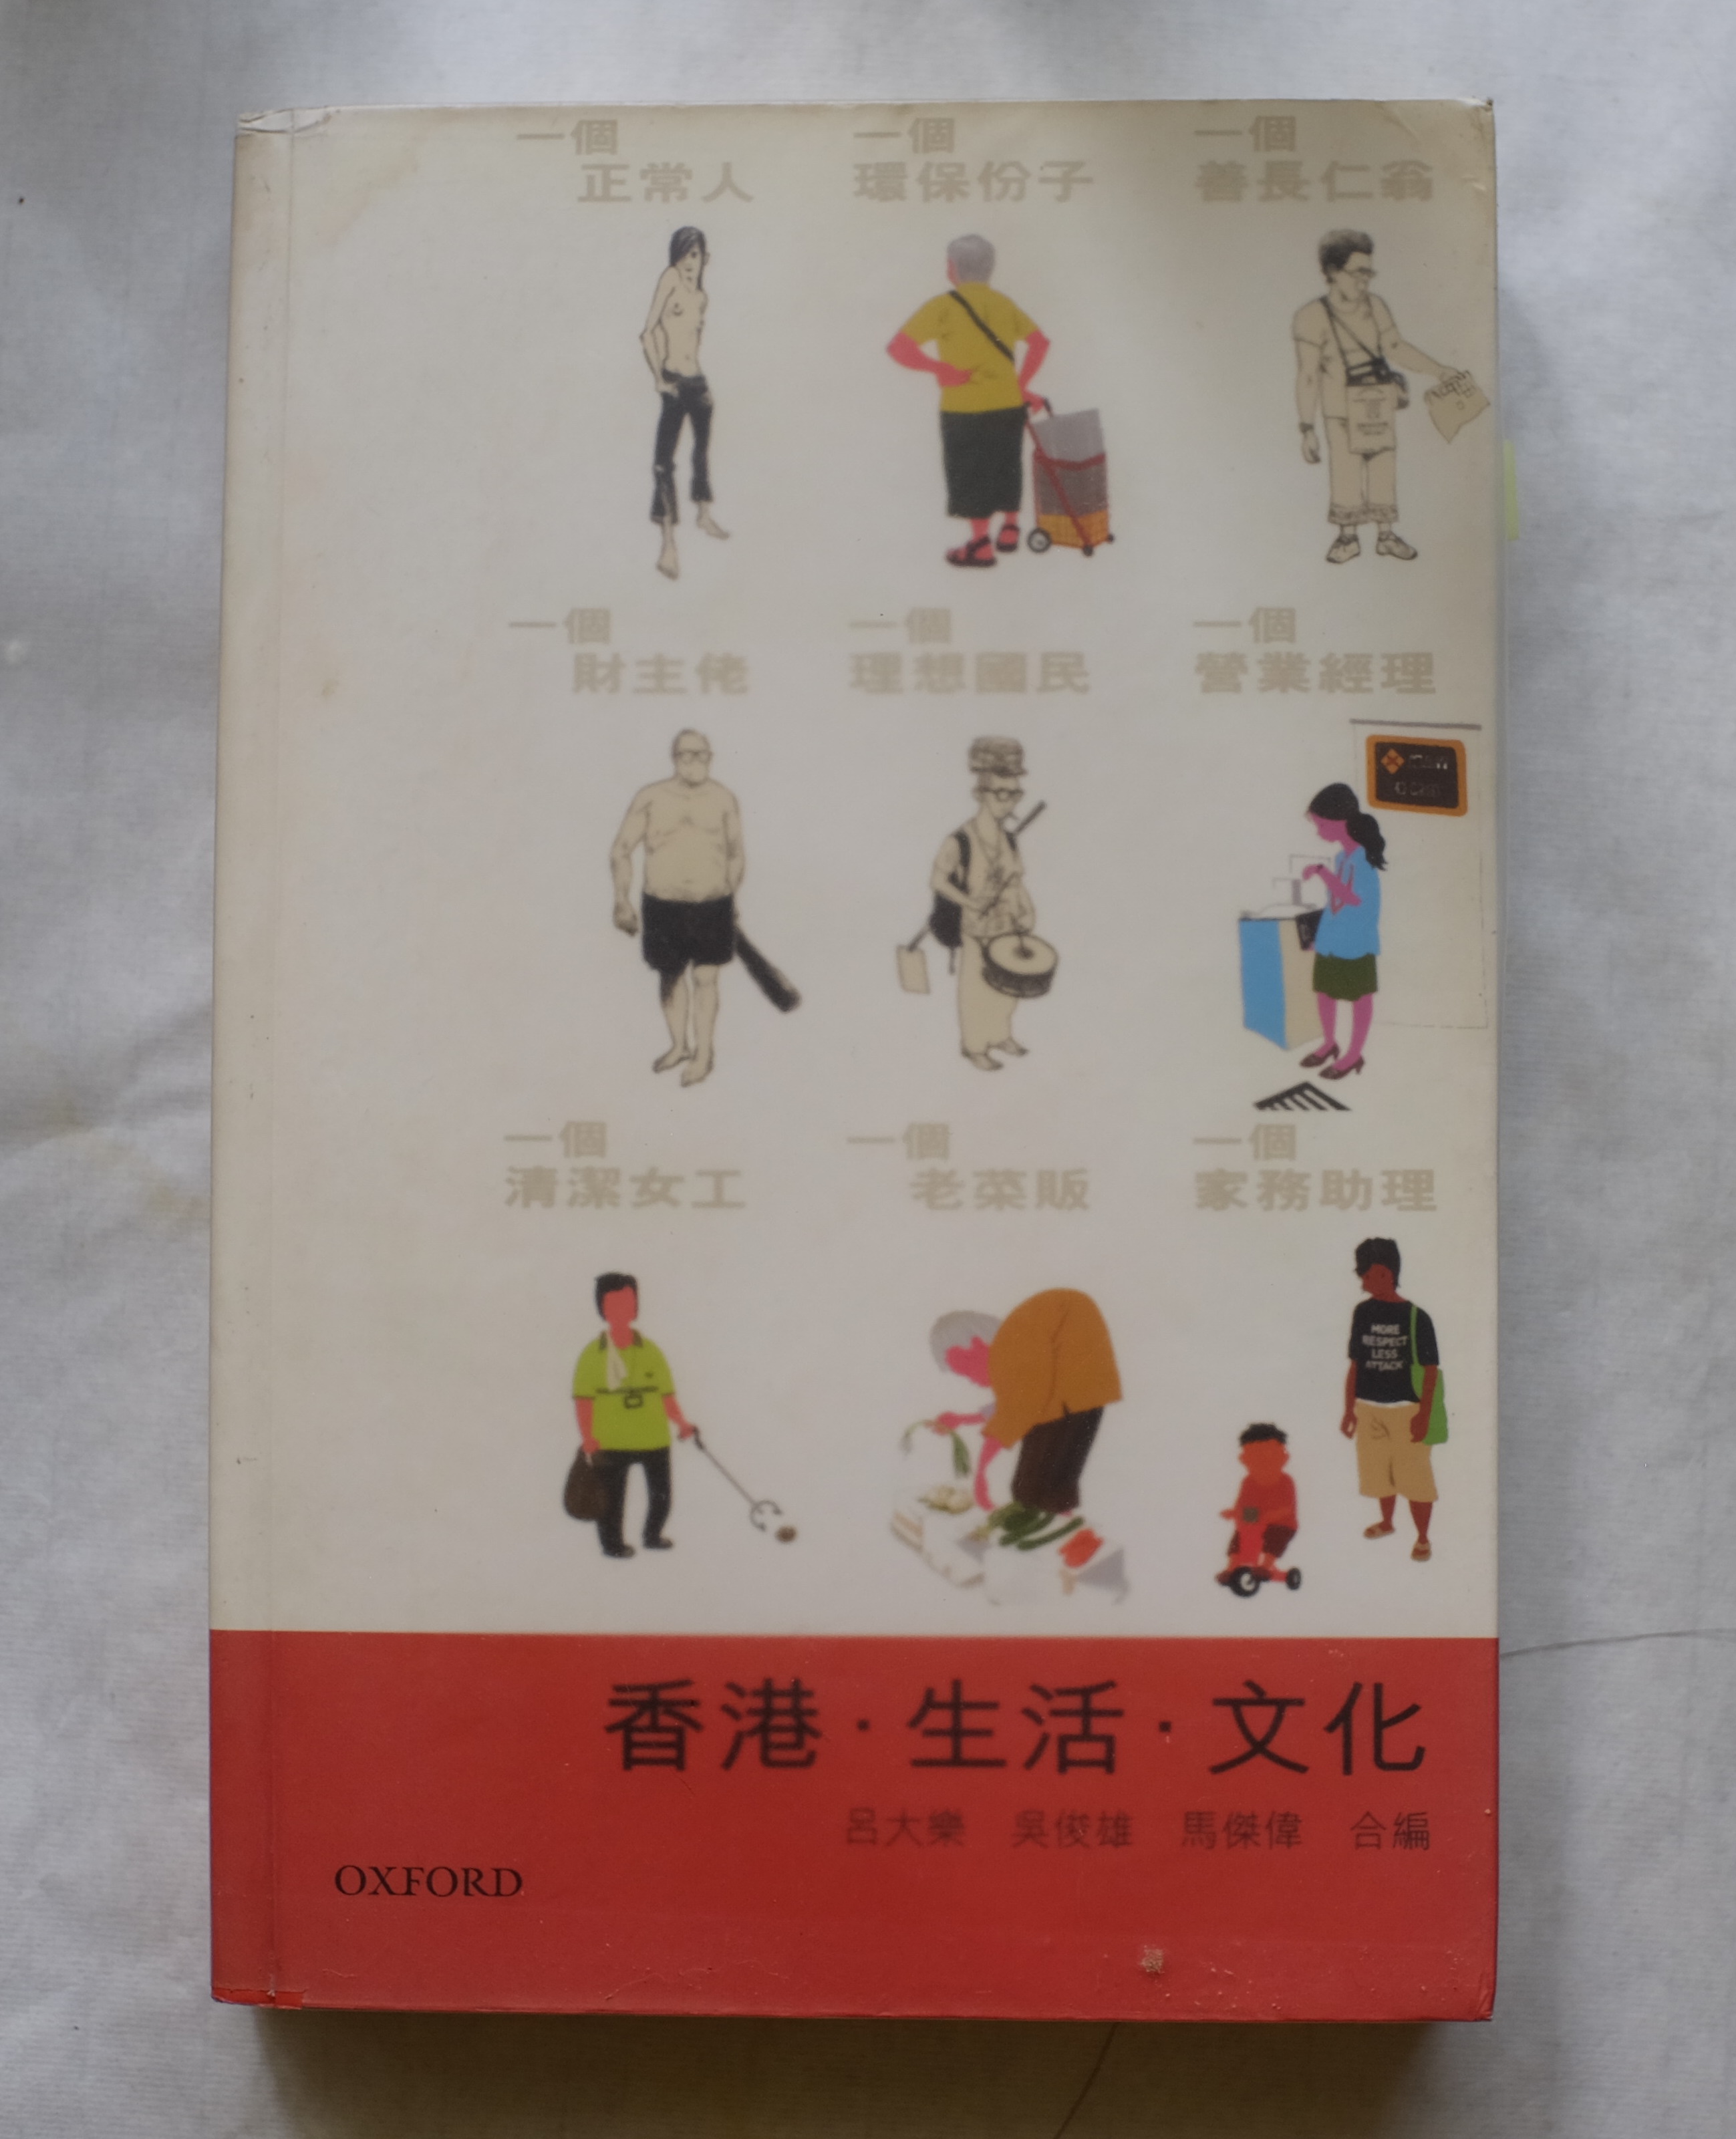 一個
正常人
一個
環保份子
一個
善長仁翁
一個
財主佬
一個
理想國民
一個
營業經理
一個
清潔女工
一個
老菜販
一個
家務助理
MORE
RESPECT
LESS
ATTACK
香港·生活·文化
呂大樂 吳俊雄 馬傑偉 合編
OXFORD